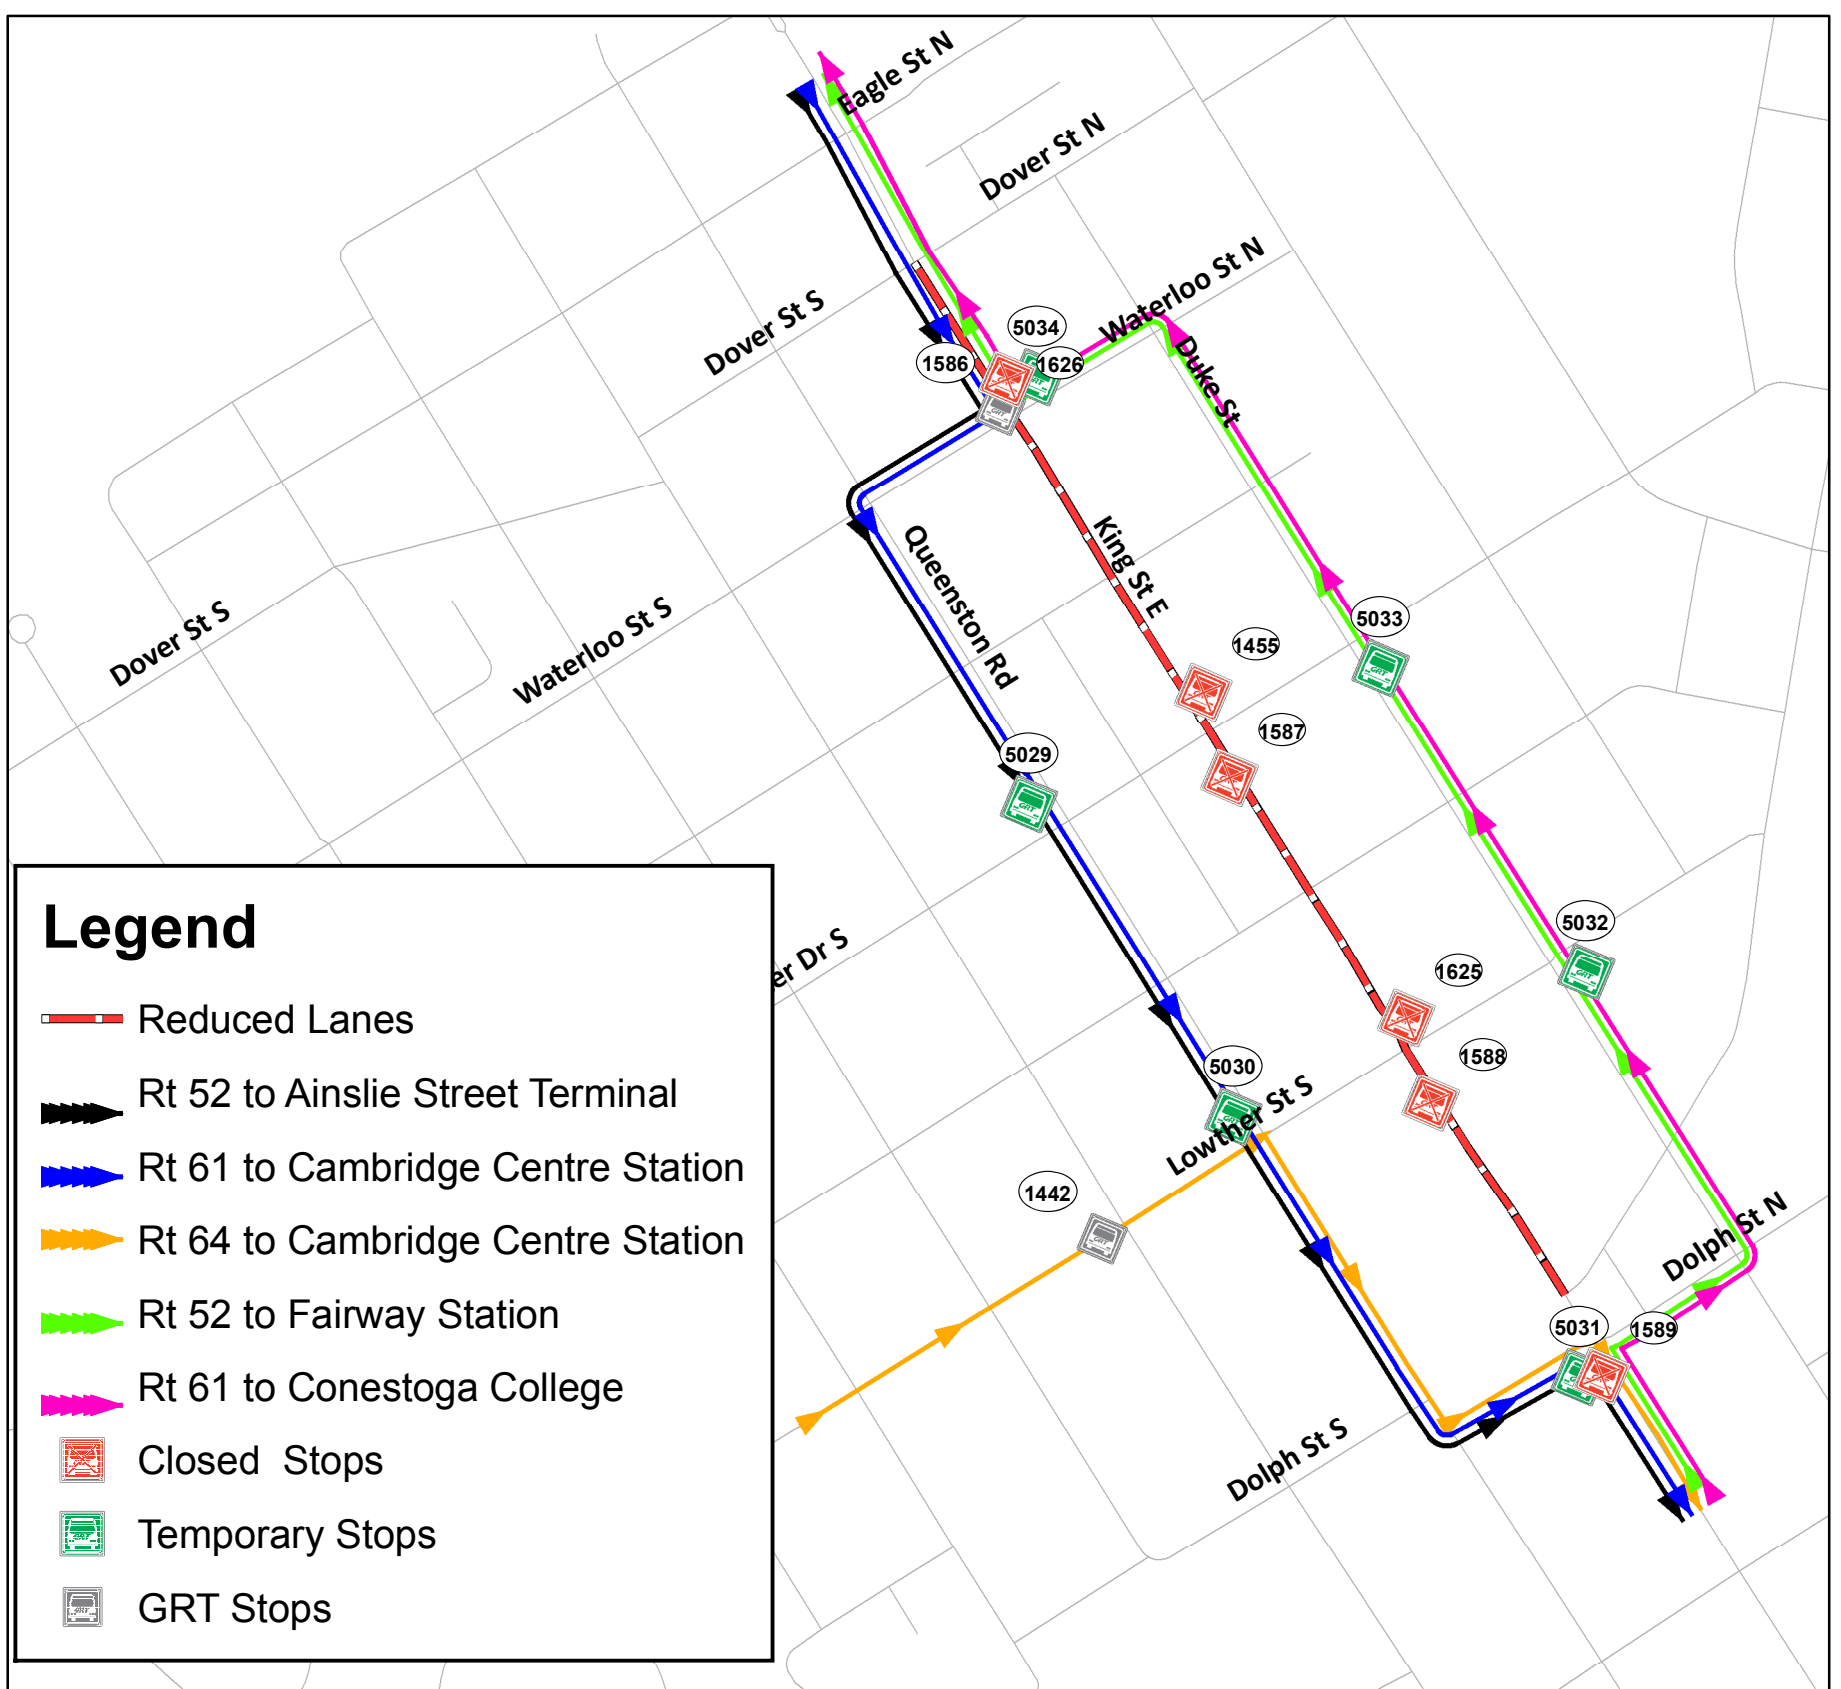 Eagle St N
Dover St N
Waterloo St N
Dover St S
5034
1586
1626
Duke St
Queenston Rd
King St E
Dover St S
Waterloo St S
5033
1455
1587
5029
5032
er Dr S
1625
1588
5030
Lowther St S
1442
Dolph St N
5031
1589
Dolph St S
Legend
Reduced Lanes
Rt 52 to Ainslie Street Terminal
Rt 61 to Cambridge Centre Station
Rt 64 to Cambridge Centre Station
Rt 52 to Fairway Station
Rt 61 to Conestoga College
Closed Stops
Temporary Stops
GRT Stops